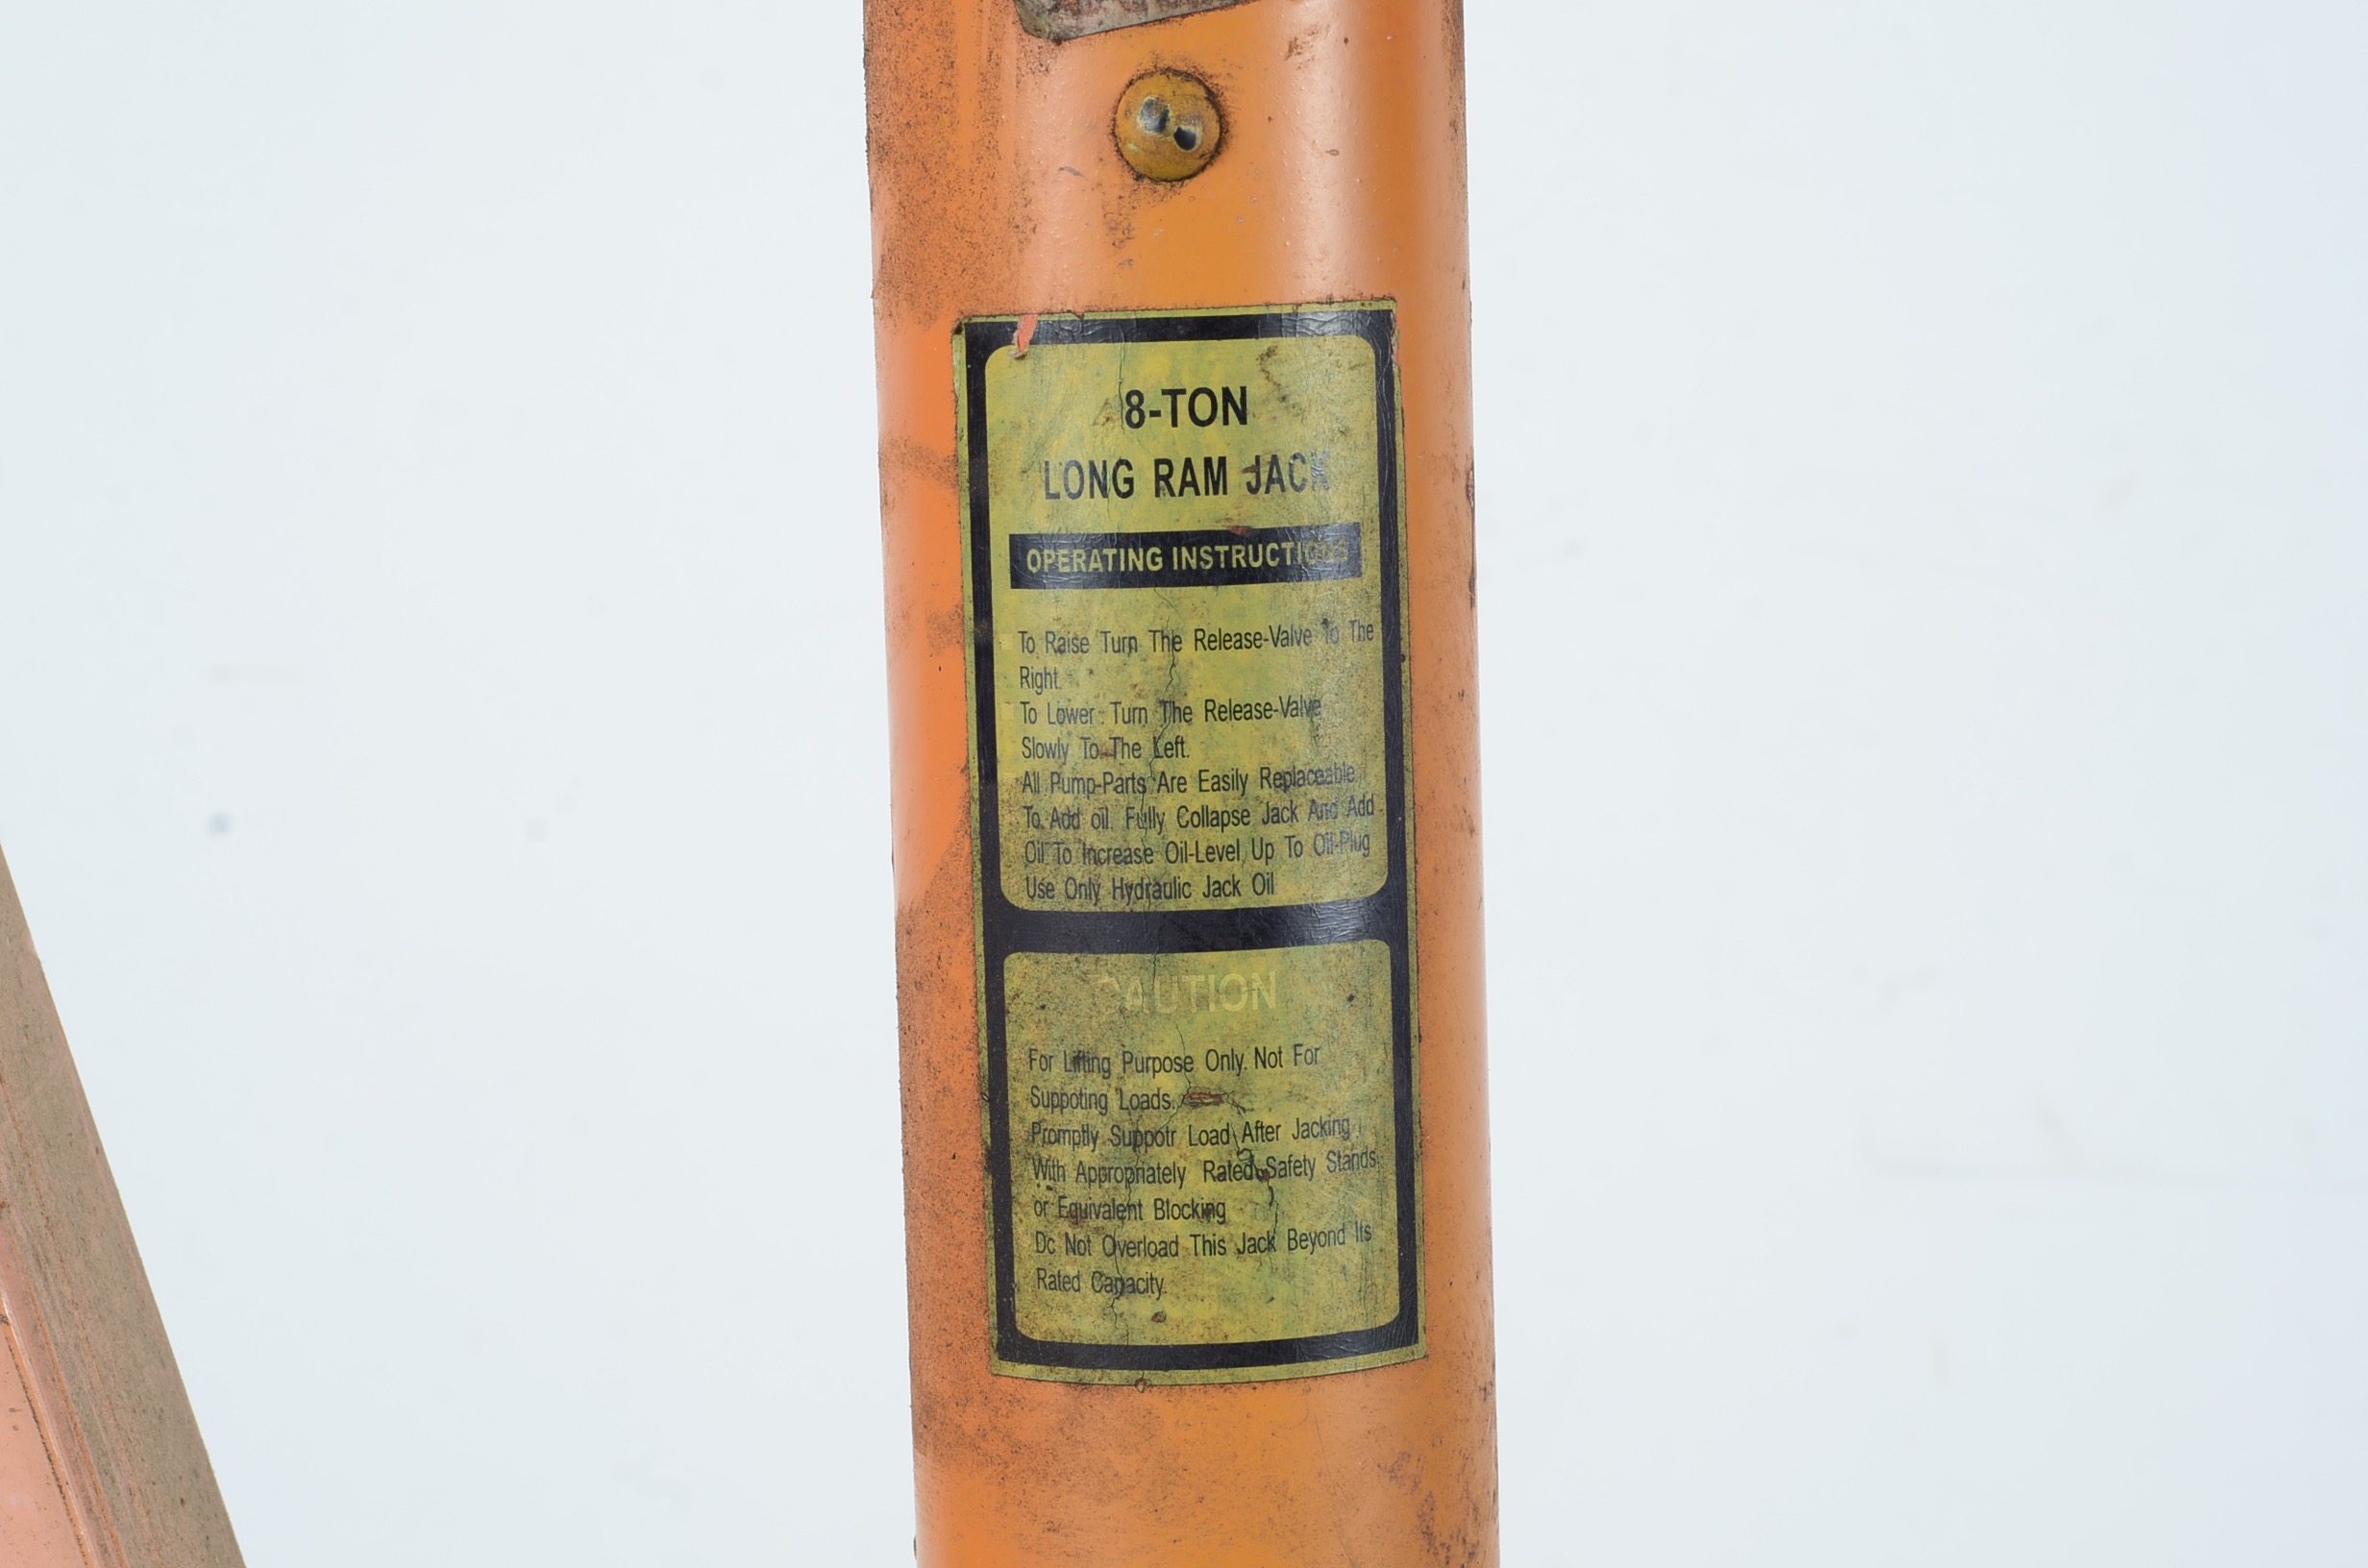 8-TON
LONG RAM JACK
OPERATING INSTRUCTIONS
To Raise Turn The Release-Valve To The
Right.
To Lower: Turn The Release-Valve
Slowly To The Left.
All Pump-Parts Are Easily Replaceable
To Add oil. Fully Collapse Jack And Add
Oil To Increase Oil-Level Up To Oil-Plug
Use Only Hydraulic Jack Oil
CAUTION
For Lifting Purpose Only. Not For
Suppoting Loads.
Promptly Suppotr Load After Jacking
With Appropriately Rated Safety Stands
or Equivalent Blocking
Do Not Overload This Jack Beyond Its
Rated Capacity.